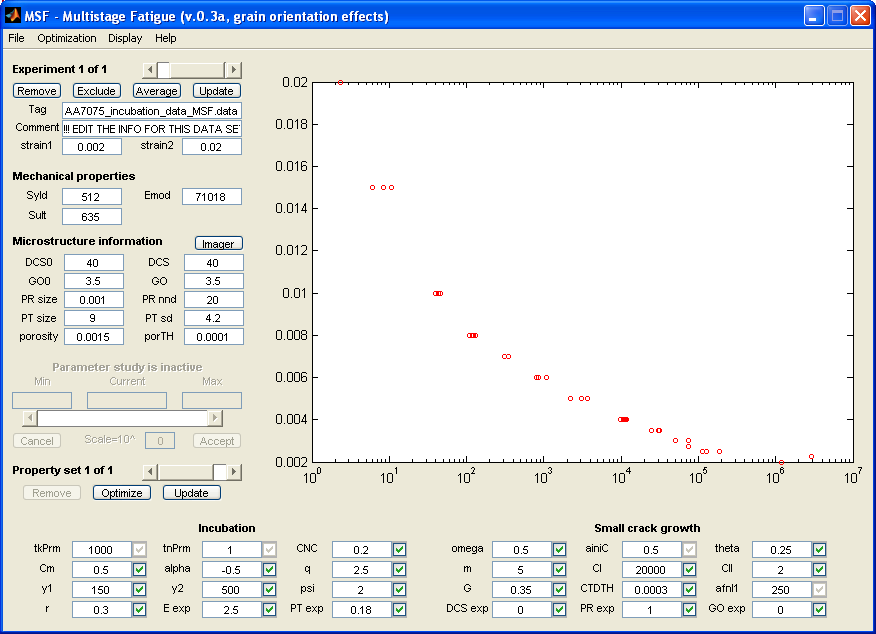 MSF - Multistage Fatigue (v.0.3a, grain orientation effects)
File Optimization Display Help
Experiment 1 of 1
Remove Exclude Average Update
Tag AA7075_incubation_data_MSF.data
Comment !!! EDIT THE INFO FOR THIS DATA SE
strain1 0.002 strain2 0.02
Mechanical properties
Syld 512 Emod 71018
Sult 635
Microstructure information Imager
DCS0 40 DCS 40
GO0 3.5 GO 3.5
PR size 0.001 PR nnd 20
PT size 9 PT sd 4.2
porosity 0.0015 porTH 0.0001
Parameter study is inactive
Min Current Max
Cancel Scale=10^ 0 Accept
Property set 1 of 1
Remove Optimize Update
0.02
0.018
0.016
0.014
0.012
0.01
0.008
0.006
0.004
0.002
10^0 10^1 10^2 10^3 10^4 10^5 10^6 10^7
Incubation
tkPrm 1000 tnPrm 1 CNC 0.2
Cm 0.5 alpha -0.5 q 2.5
y1 150 y2 500 psi 2
r 0.3 E exp 2.5 PT exp 0.18
Small crack growth
omega 0.5 ainiC 0.5 theta 0.25
m 5 CI 20000 CII 2
G 0.35 CTDTH 0.0003 afnl1 250
DCS exp 0 PR exp 1 GO exp 0